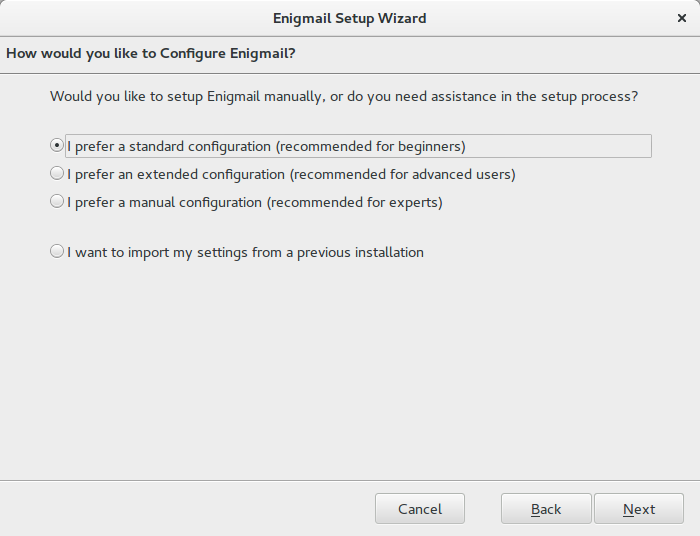 Enigmail Setup Wizard
How would you like to Configure Enigmail?
Would you like to setup Enigmail manually, or do you need assistance in the setup process?
I prefer a standard configuration (recommended for beginners)
I prefer an extended configuration (recommended for advanced users)
I prefer a manual configuration (recommended for experts)
I want to import my settings from a previous installation
Cancel Back Next